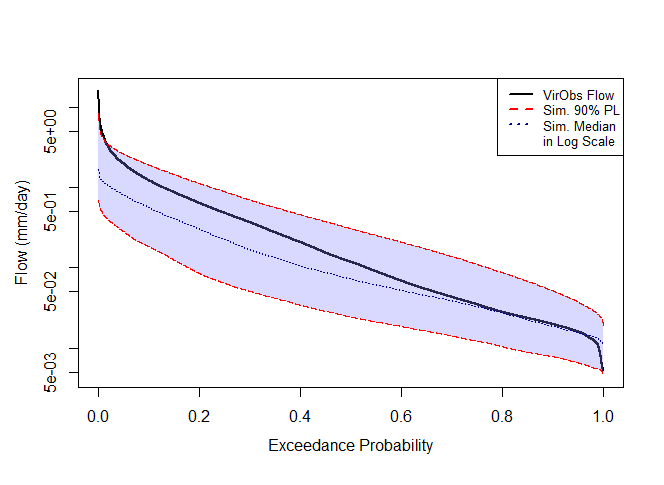 VirObs Flow
Sim. 90% PL
Sim. Median
in Log Scale
Flow (mm/day)
5e+00
5e-01
5e-02
5e-03
0.0 0.2 0.4 0.6 0.8 1.0
Exceedance Probability